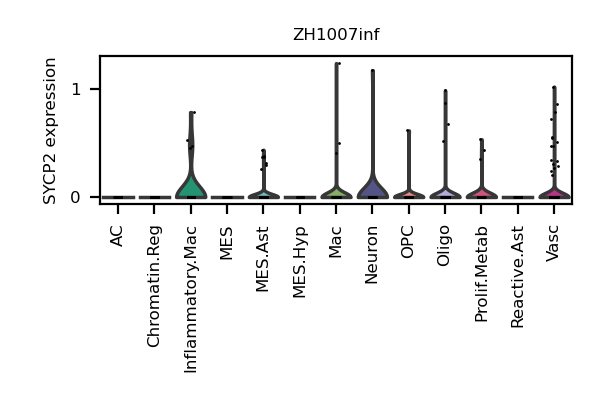 ZH1007inf
SYCP2 expression
1
0
AC
Chromatin.Reg
Inflammatory.Mac
MES
MES.Ast
MES.Hyp
Mac
Neuron
OPC
Oligo
Prolif.Metab
Reactive.Ast
Vasc